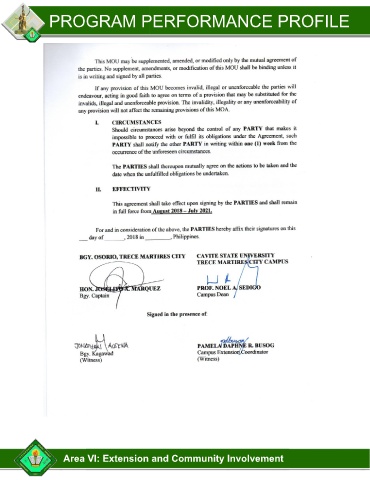 PROGRAM PERFORMANCE PROFILE
This MOU may be supplemented, amended, or modified only by the mutual agreement of
the parties. No supplement, amendments, or modification of this MOU shall be binding unless it
is in writing and signed by all parties.
If any provision of this MOU becomes invalid, illegal or unenforceable the parties will
endeavour, acting in good faith to agree on terms of a provision that may be substituted for the
invalids, illegal and unenforceable provision. The invalidity, illegality or any unenforceability of
any provision will not affect the remaining provisions of this MOA.
I. CIRCUMSTANCES
Should circumstances arise beyond the control of any PARTY that makes it
impossible to proceed with or fulfil its obligations under the Agreement, such
PARTY shall notify the other PARTY in writing within one (1) week from the
occurrence of the unforeseen circumstances.
The PARTIES shall thereupon mutually agree on the actions to be taken and the
date when the unfulfilled obligations be undertaken.
II. EFFECTIVITY
This agreement shall take effect upon signing by the PARTIES and shall remain
in full force from August 2018 – July 2021.
For and in consideration of the above, the PARTIES hereby affix their signatures on this
___ day of _______, 2018 in _________, Philippines.
BGY. OSORIO, TRECE MARTIRES CITY CAVITE STATE UNIVERSITY
TRECE MARTIRES CITY CAMPUS
HON. JOSELITO MARQUEZ PROF. NOEL A. SEDIGO
Bgy. Captain Campus Dean
Signed in the presence of
PAMELA DAPHNE R. BUSOG
Bgy. Kagawad Campus Extension Coordinator
(Witness) (Witness)
Area VI: Extension and Community Involvement